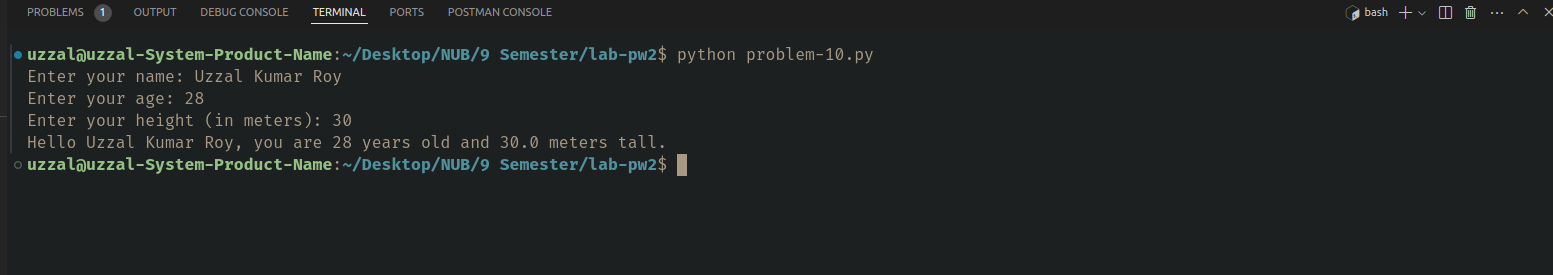 PROBLEMS 1 OUTPUT DEBUG CONSOLE TERMINAL PORTS POSTMAN CONSOLE bash
uzzal@uzzal-System-Product-Name:~/Desktop/NUB/9 Semester/lab-pw2$ python problem-10.py
Enter your name: Uzzal Kumar Roy
Enter your age: 28
Enter your height (in meters): 30
Hello Uzzal Kumar Roy, you are 28 years old and 30.0 meters tall.
uzzal@uzzal-System-Product-Name:~/Desktop/NUB/9 Semester/lab-pw2$